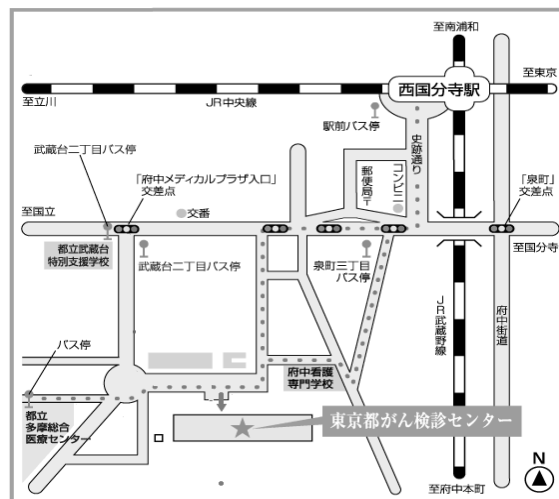 至南浦和
至東京
西国分寺駅
至立川
JR中央線
駅前バス停
史跡通り
武蔵台二丁目バス停
「府中メディカルプラザ入口」
交差点
郵便局〒
コンビニ
「泉町」
交差点
至国立
交番
至国分寺
都立武蔵台
特別支援学校
武蔵台二丁目バス停
泉町三丁目
バス停
JR武蔵野線
府中街道
バス停
府中看護
専門学校
都立
多摩総合
医療センター
東京都がん検診センター
至府中本町
N